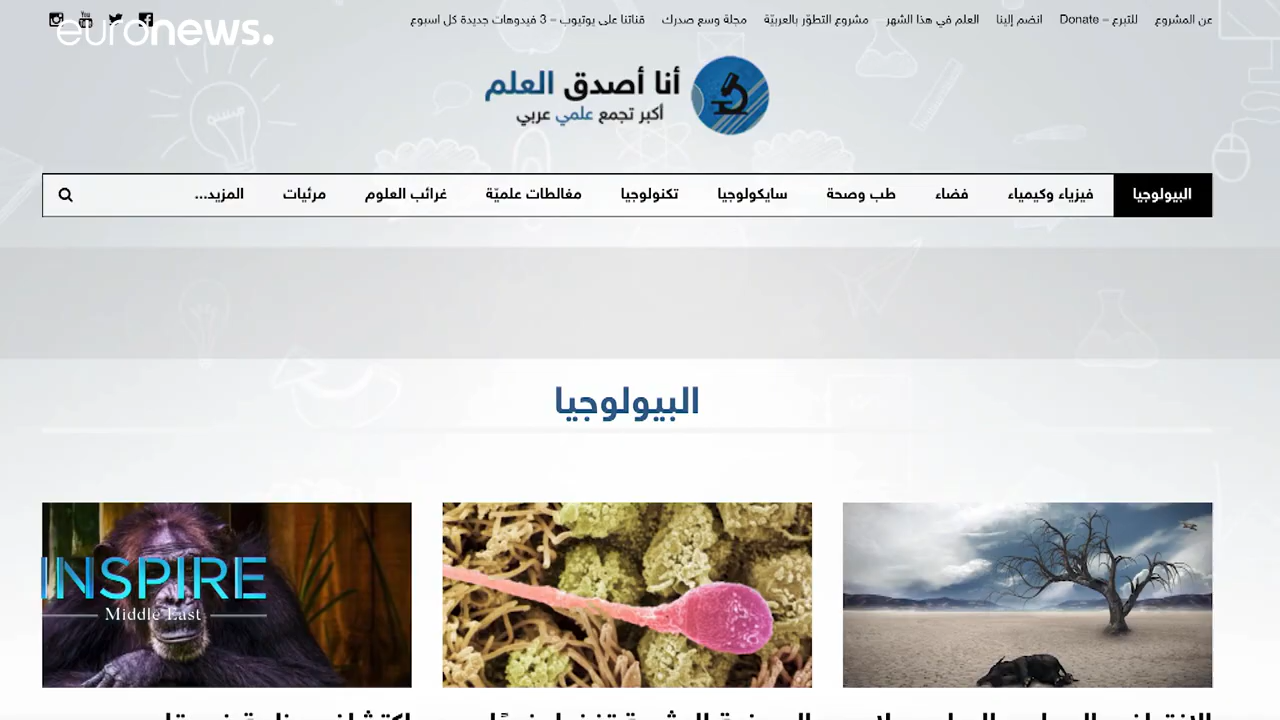 عن المشروع للتبرع – Donate انضم إلينا العلم في هذا الشهر مشروع التطوّر بالعربيّة مجلة وسع صدرك قناتنا على يوتيوب – 3 فيدوهات جديدة كل اسبوع
euronews.
أنا أصدق العلم
أكبر تجمع علمي عربي
البيولوجيا فيزياء وكيمياء فضاء طب وصحة سايكولوجيا تكنولوجيا مغالطات علميّة غرائب العلوم مرئيات المزيد...
البيولوجيا
INSPIRE
Middle East